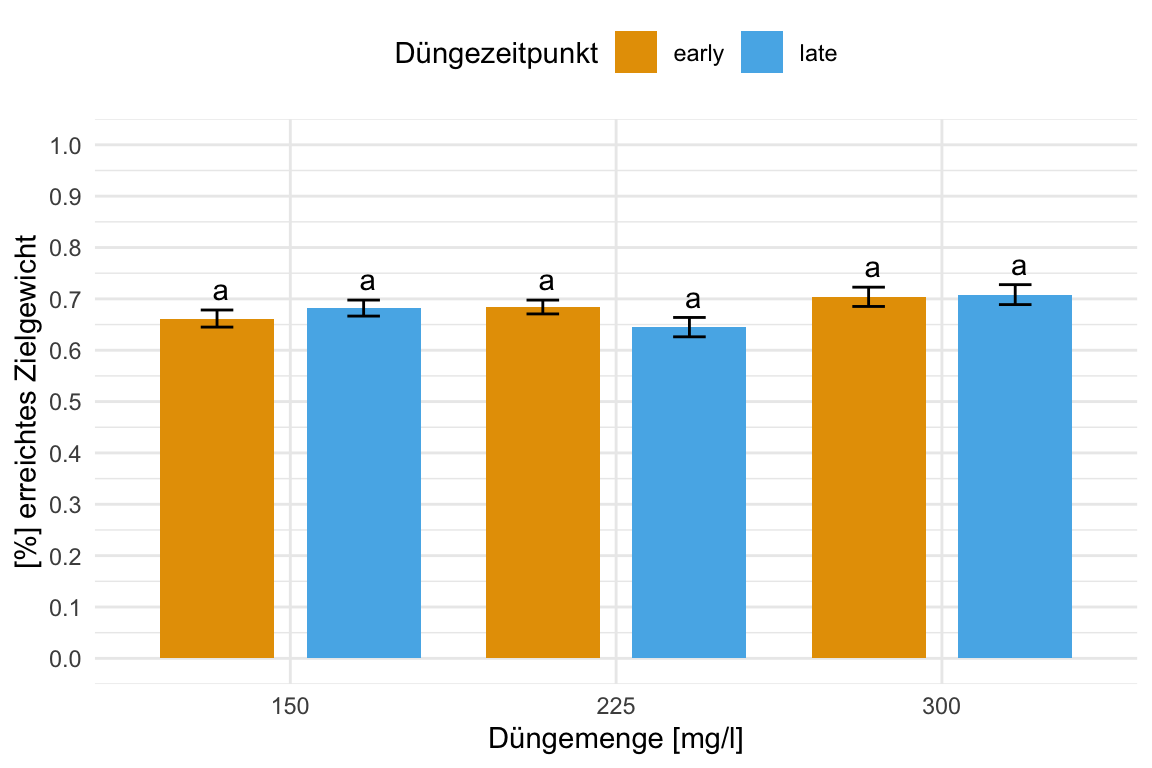 Düngezeitpunkt early late
1.0
0.9
0.8
0.7
0.6
0.5
0.4
0.3
0.2
0.1
0.0
[%] erreichtes Zielgewicht
a a a a a a
150 225 300
Düngemenge [mg/l]